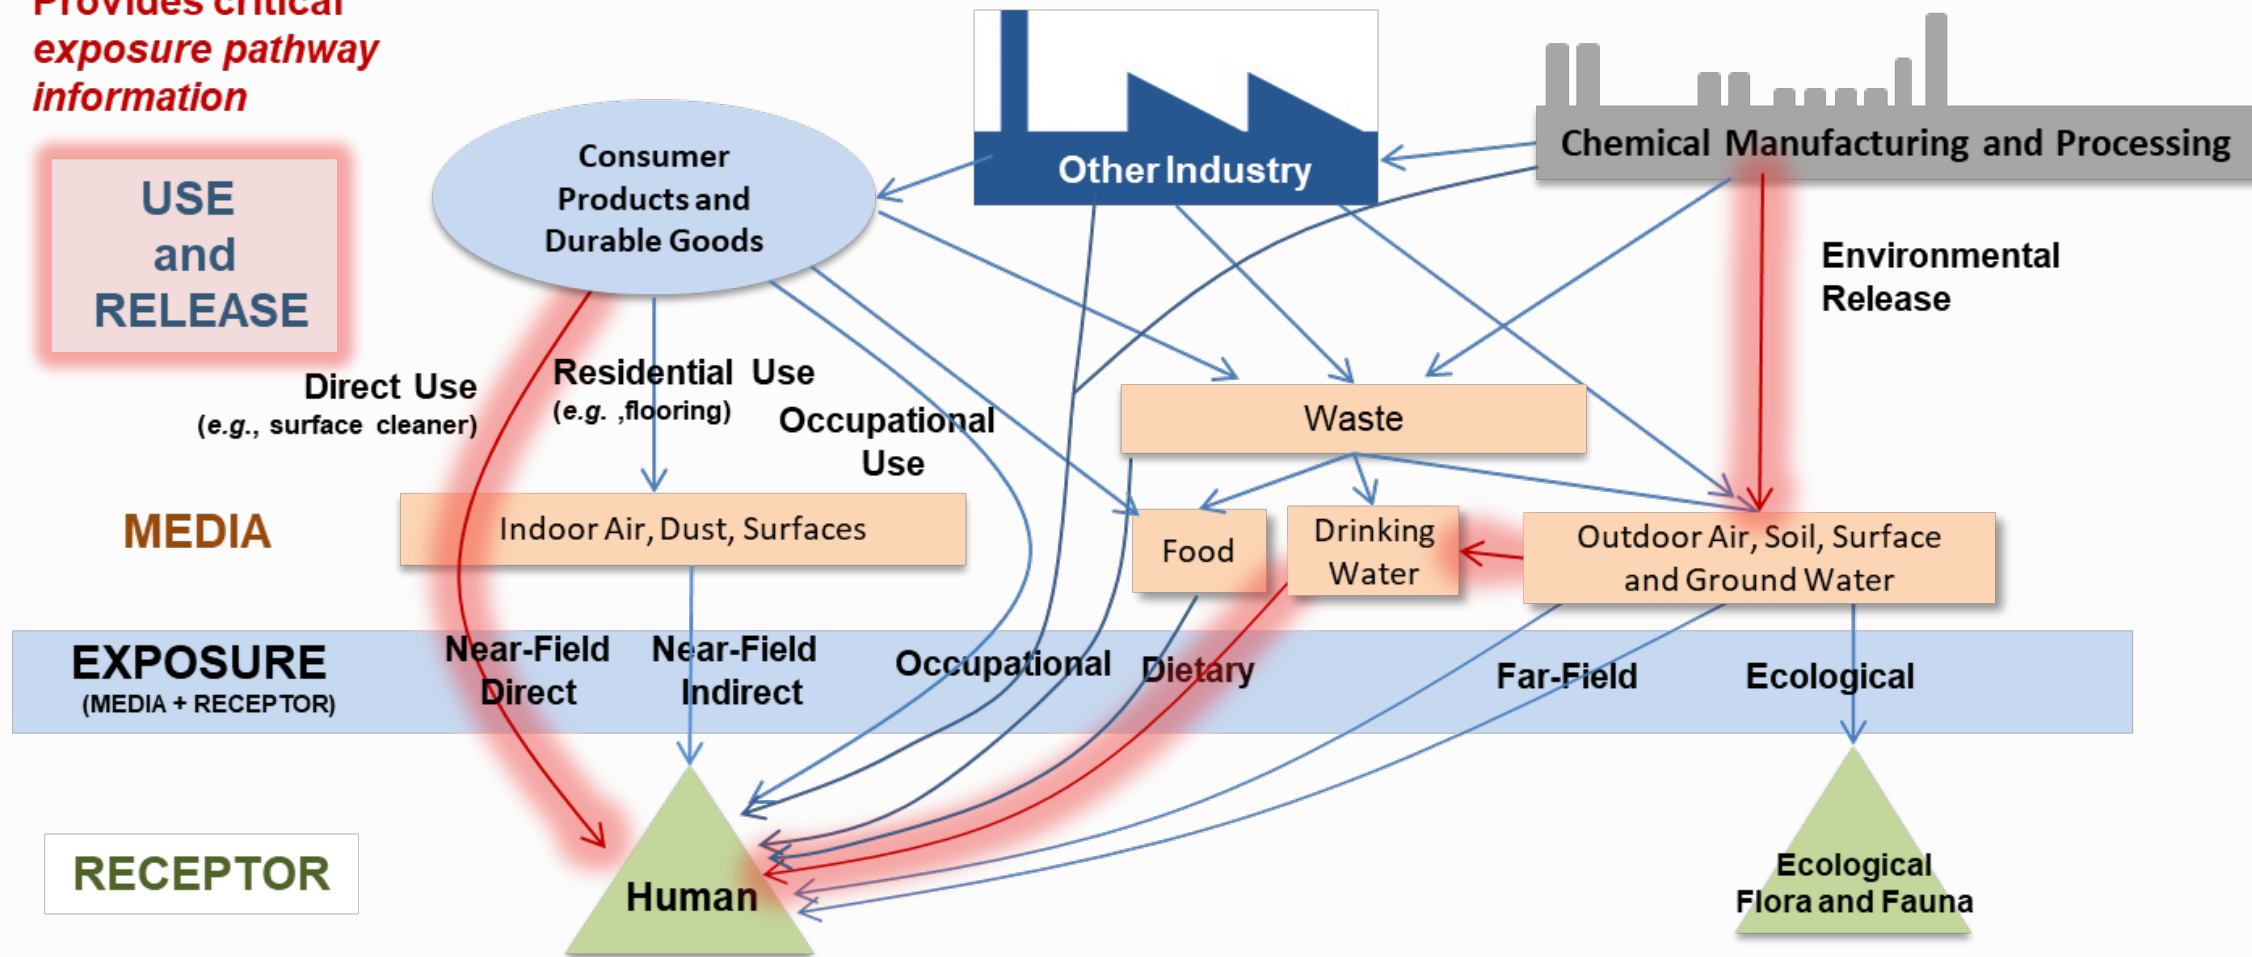 Provides critical
exposure pathway
information
USE
and
RELEASE
Consumer
Products and
Durable Goods
Other Industry
Chemical Manufacturing and Processing
Environmental
Release
Direct Use
(e.g., surface cleaner)
Residential Use
(e.g. ,flooring)
Occupational
Use
Waste
MEDIA
Indoor Air, Dust, Surfaces
Food
Drinking
Water
Outdoor Air, Soil, Surface
and Ground Water
EXPOSURE
(MEDIA + RECEPTOR)
Near-Field
Direct
Near-Field
Indirect
Occupational
Dietary
Far-Field
Ecological
RECEPTOR
Human
Ecological
Flora and Fauna